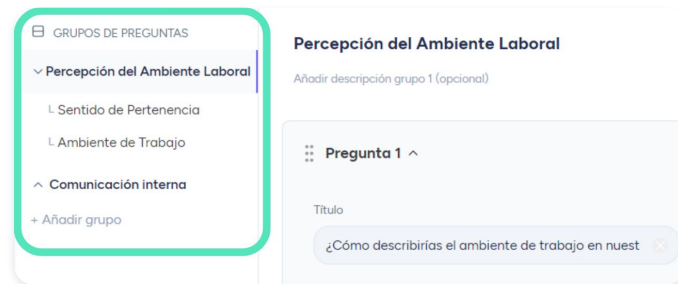 GRUPOS DE PREGUNTAS
Percepción del Ambiente Laboral
Sentido de Pertenencia
Ambiente de Trabajo
Comunicación interna
+ Añadir grupo
Percepción del Ambiente Laboral
Añadir descripción grupo 1 (opcional)
Pregunta 1
Título
¿Cómo describirías el ambiente de trabajo en nuest